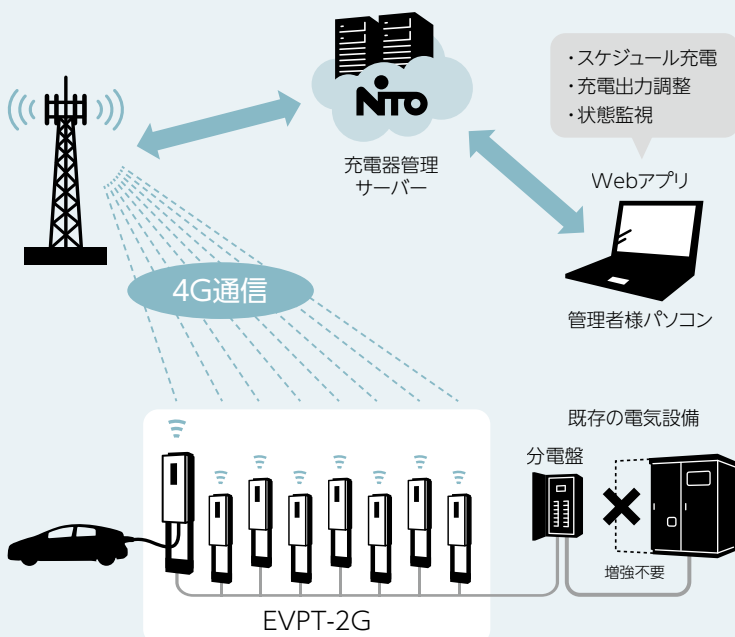 ・スケジュール充電
・充電出力調整
・状態監視
NiTO
充電器管理
サーバー
Webアプリ
4G通信
管理者様パソコン
既存の電気設備
分電盤
増強不要
EVPT-2G